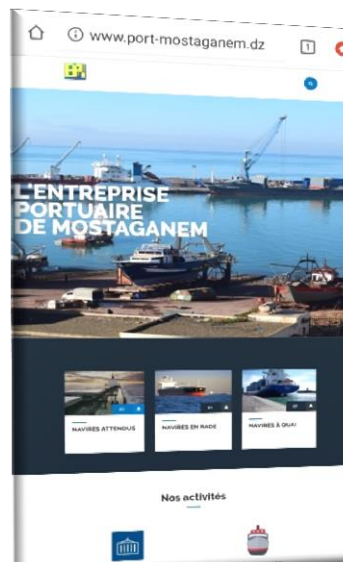 www.port-mostaganem.dz
1
L'ENTREPRISE
PORTUAIRE
DE MOSTAGANEM
NAVIRES ATTENDUS
NAVIRES EN RADE
NAVIRES À QUAI
Nos activités